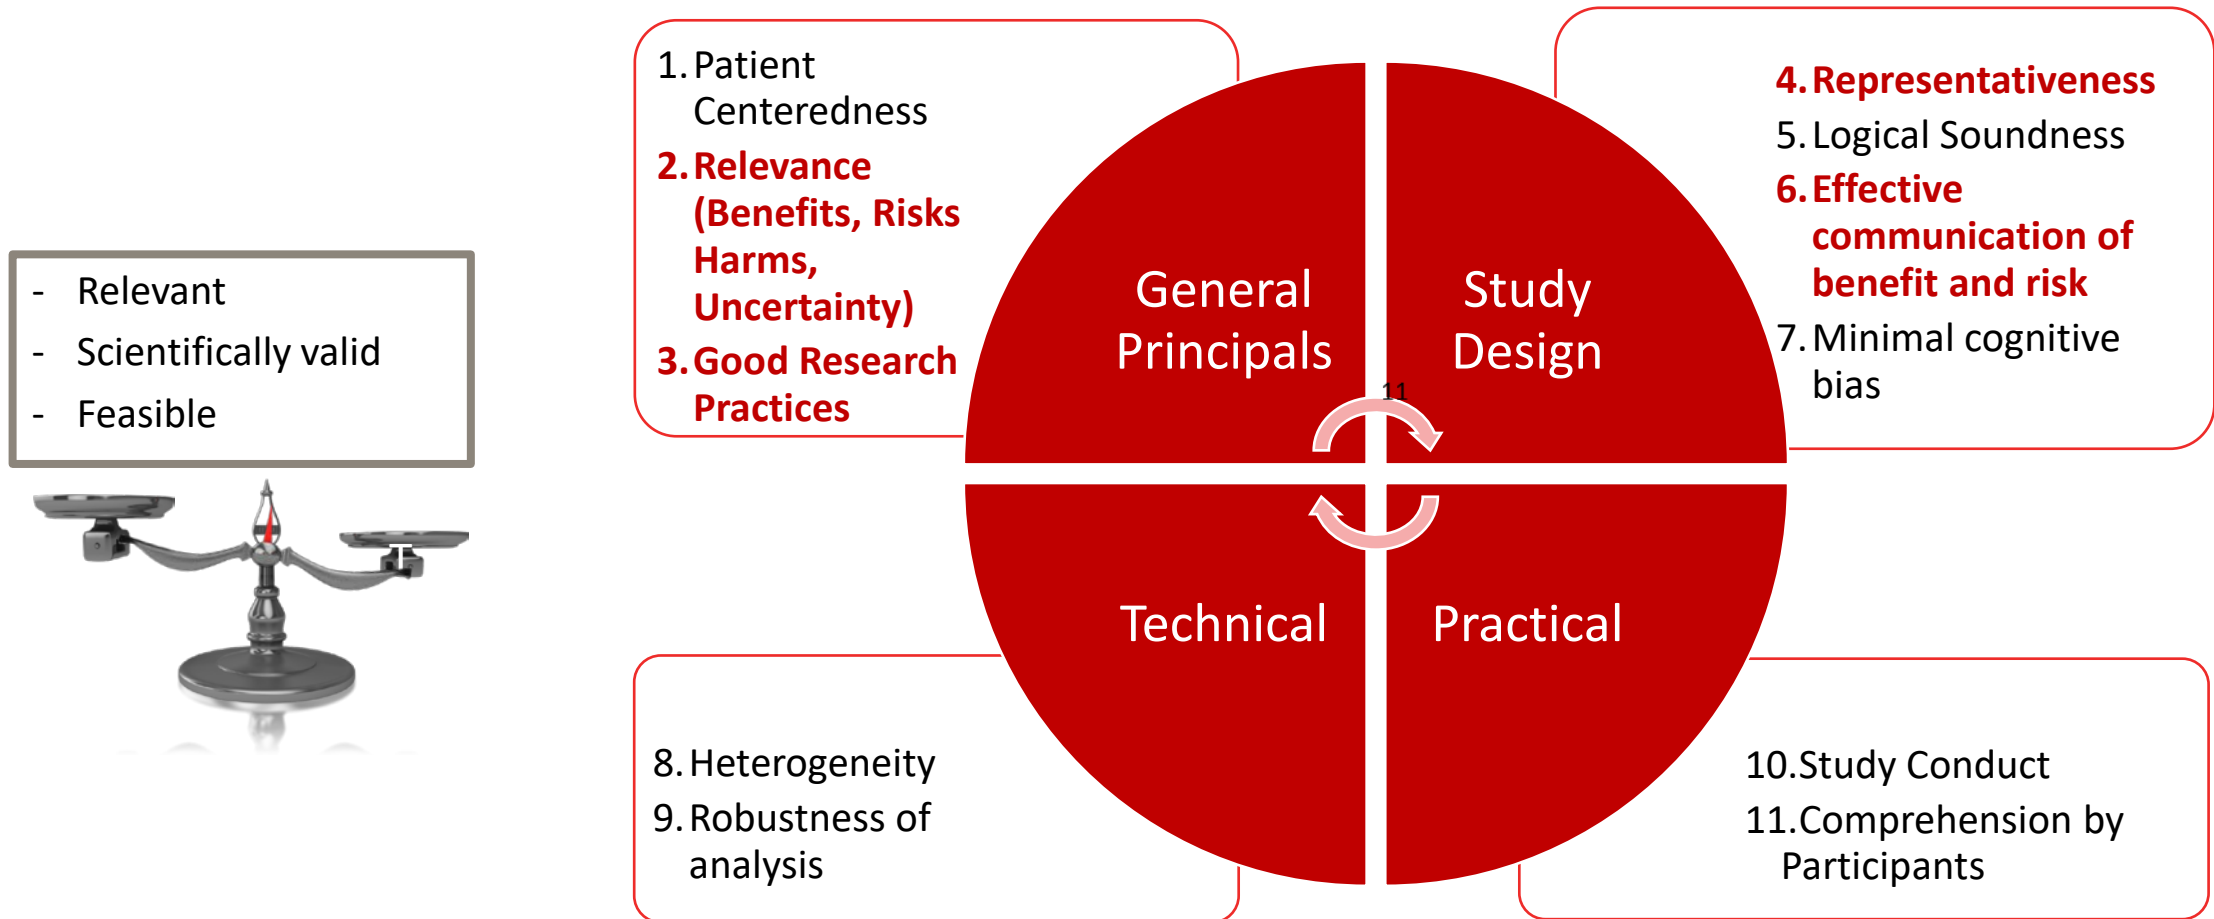 - Relevant
- Scientifically valid
- Feasible
1. Patient
Centeredness
2. Relevance
(Benefits, Risks
Harms,
Uncertainty)
3. Good Research
Practices
4. Representativeness
5. Logical Soundness
6. Effective
communication of
benefit and risk
7. Minimal cognitive
bias
General
Principals
Study
Design
11
Technical
Practical
8. Heterogeneity
9. Robustness of
analysis
10.Study Conduct
11.Comprehension by
Participants